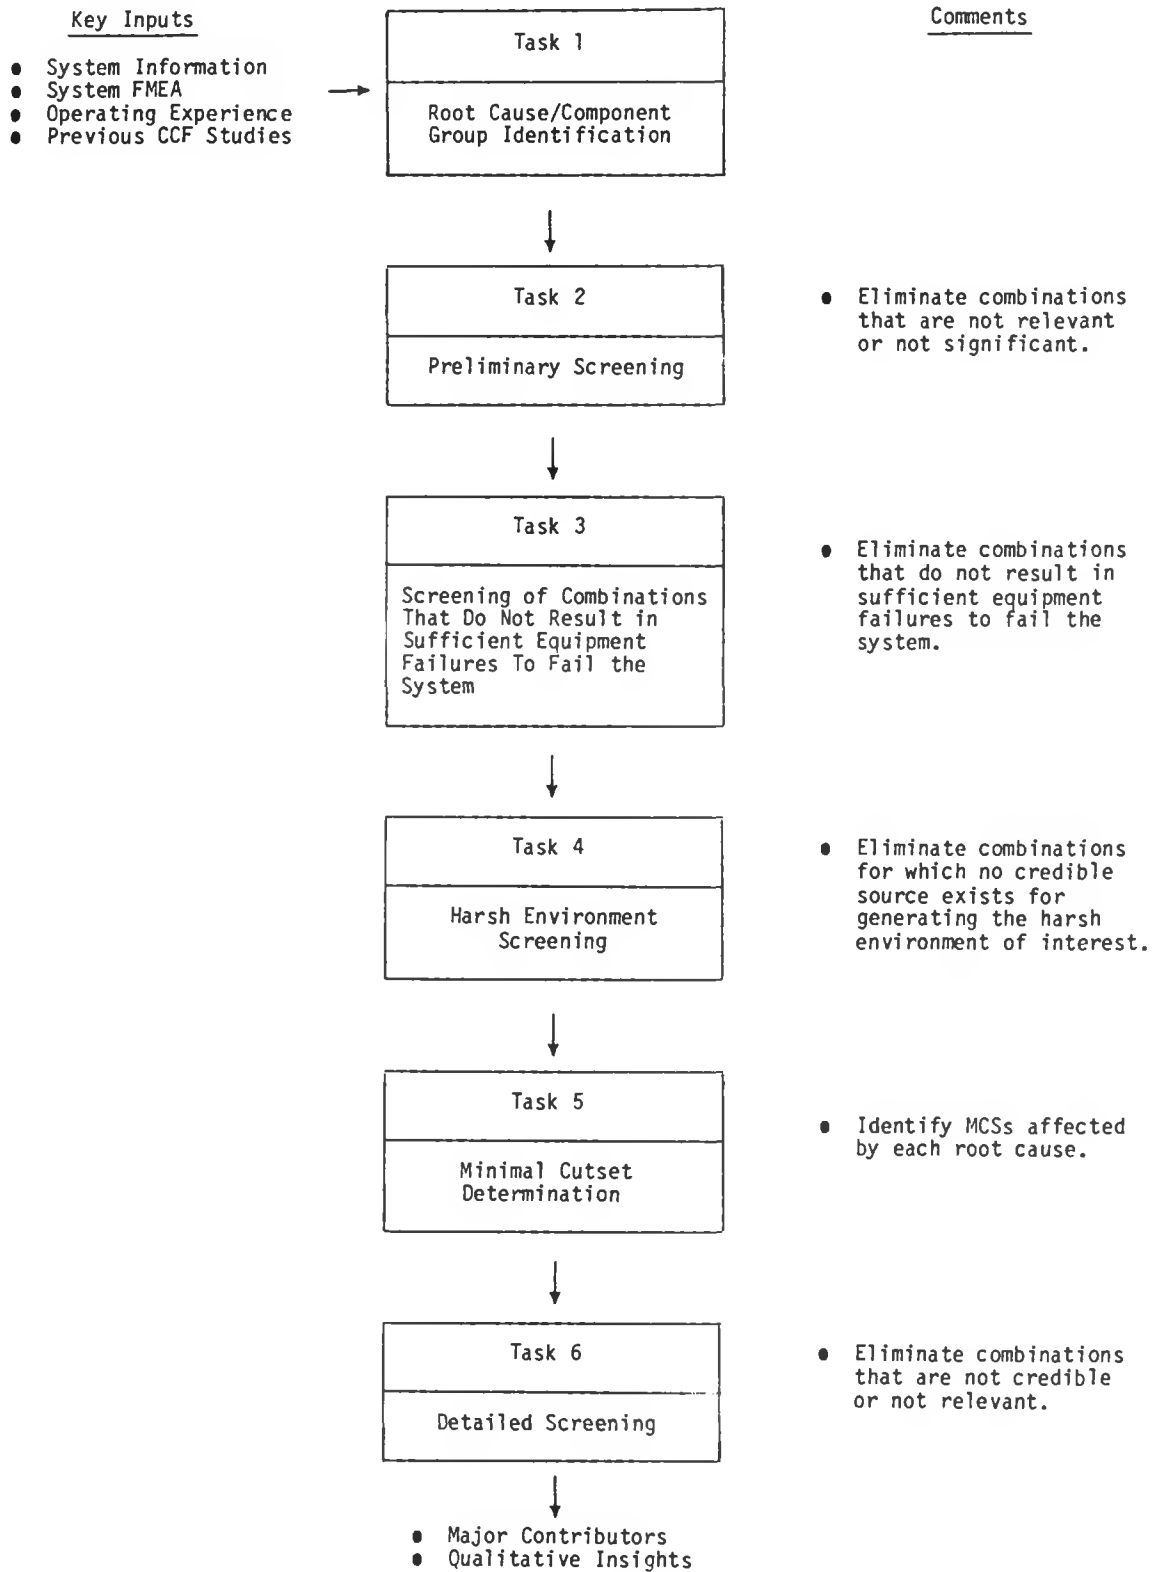 Key Inputs
● System Information
● System FMEA
● Operating Experience
● Previous CCF Studies
Comments
Task 1
Root Cause/Component
Group Identification
Task 2
Preliminary Screening
● Eliminate combinations
that are not relevant
or not significant.
Task 3
Screening of Combinations
That Do Not Result in
Sufficient Equipment
Failures To Fail the
System
● Eliminate combinations
that do not result in
sufficient equipment
failures to fail the
system.
Task 4
Harsh Environment
Screening
● Eliminate combinations
for which no credible
source exists for
generating the harsh
environment of interest.
Task 5
Minimal Cutset
Determination
● Identify MCSs affected
by each root cause.
Task 6
Detailed Screening
● Eliminate combinations
that are not credible
or not relevant.
● Major Contributors
● Qualitative Insights